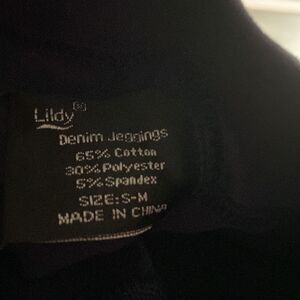 Lildy
Denim Jeggings
65% Cotton
30% Polyester
5% Spandex
SIZE: S-M
MADE IN CHINA